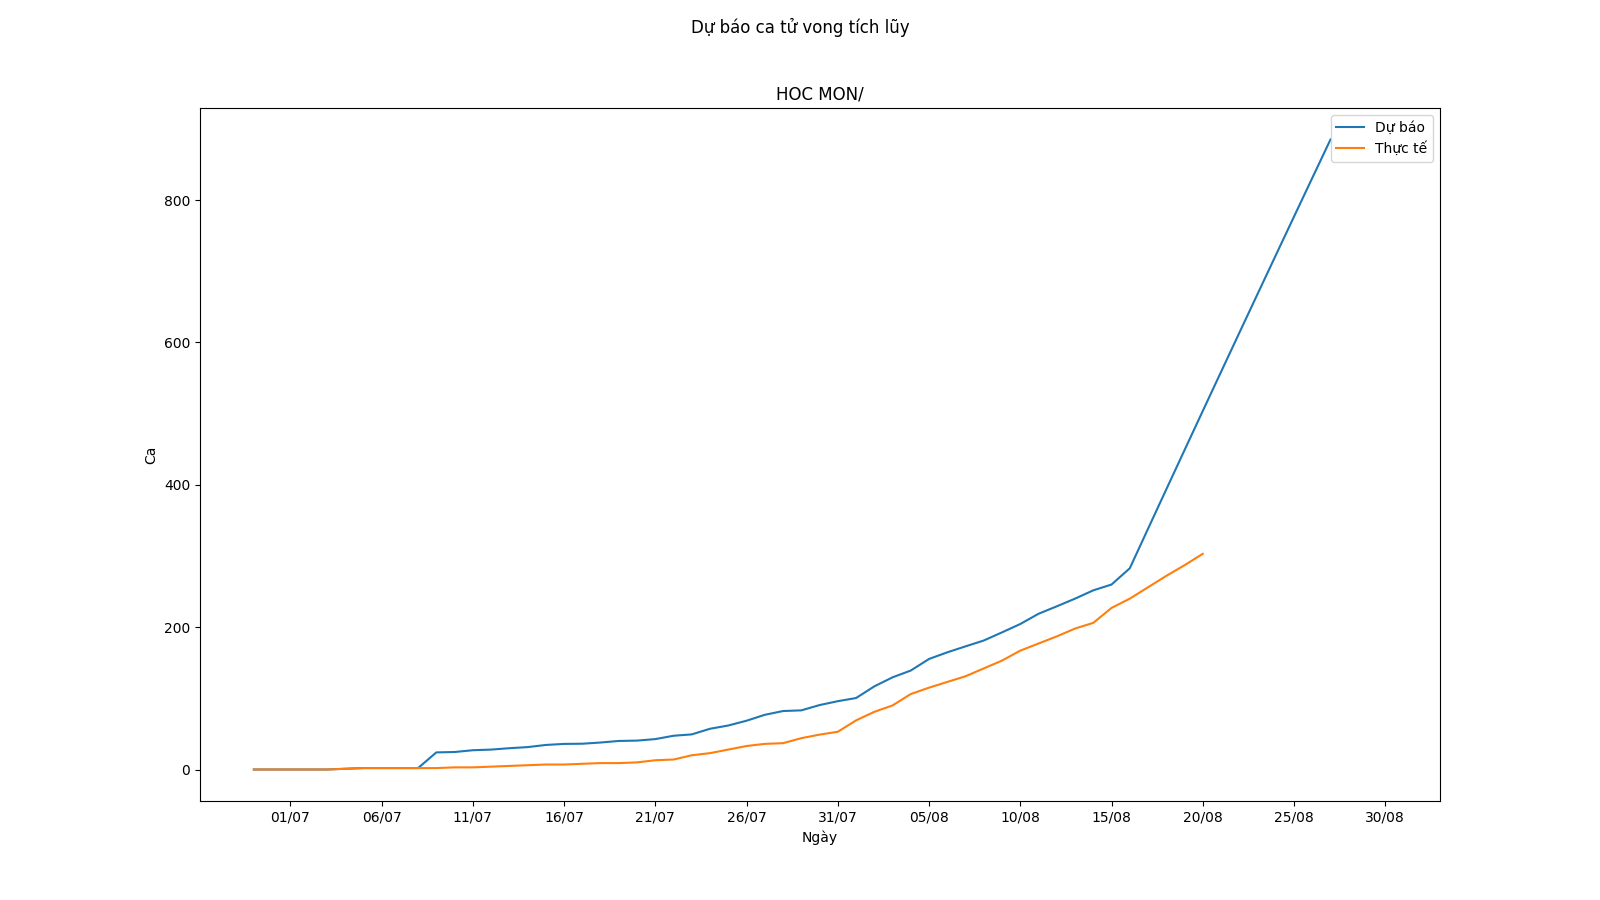 Dự báo ca tử vong tích lũy
HOC MON/
Dự báo
Thực tế
800
600
400
200
0
Ca
01/07 06/07 11/07 16/07 21/07 26/07 31/07 05/08 10/08 15/08 20/08 25/08 30/08
Ngày